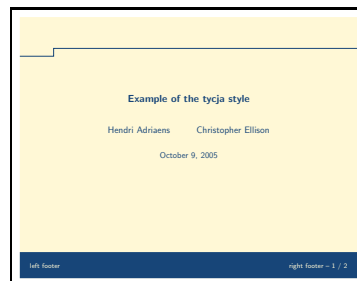 Example of the tycja style
Hendri Adriaens Christopher Ellison
October 9, 2005
left footer right footer – 1 / 2